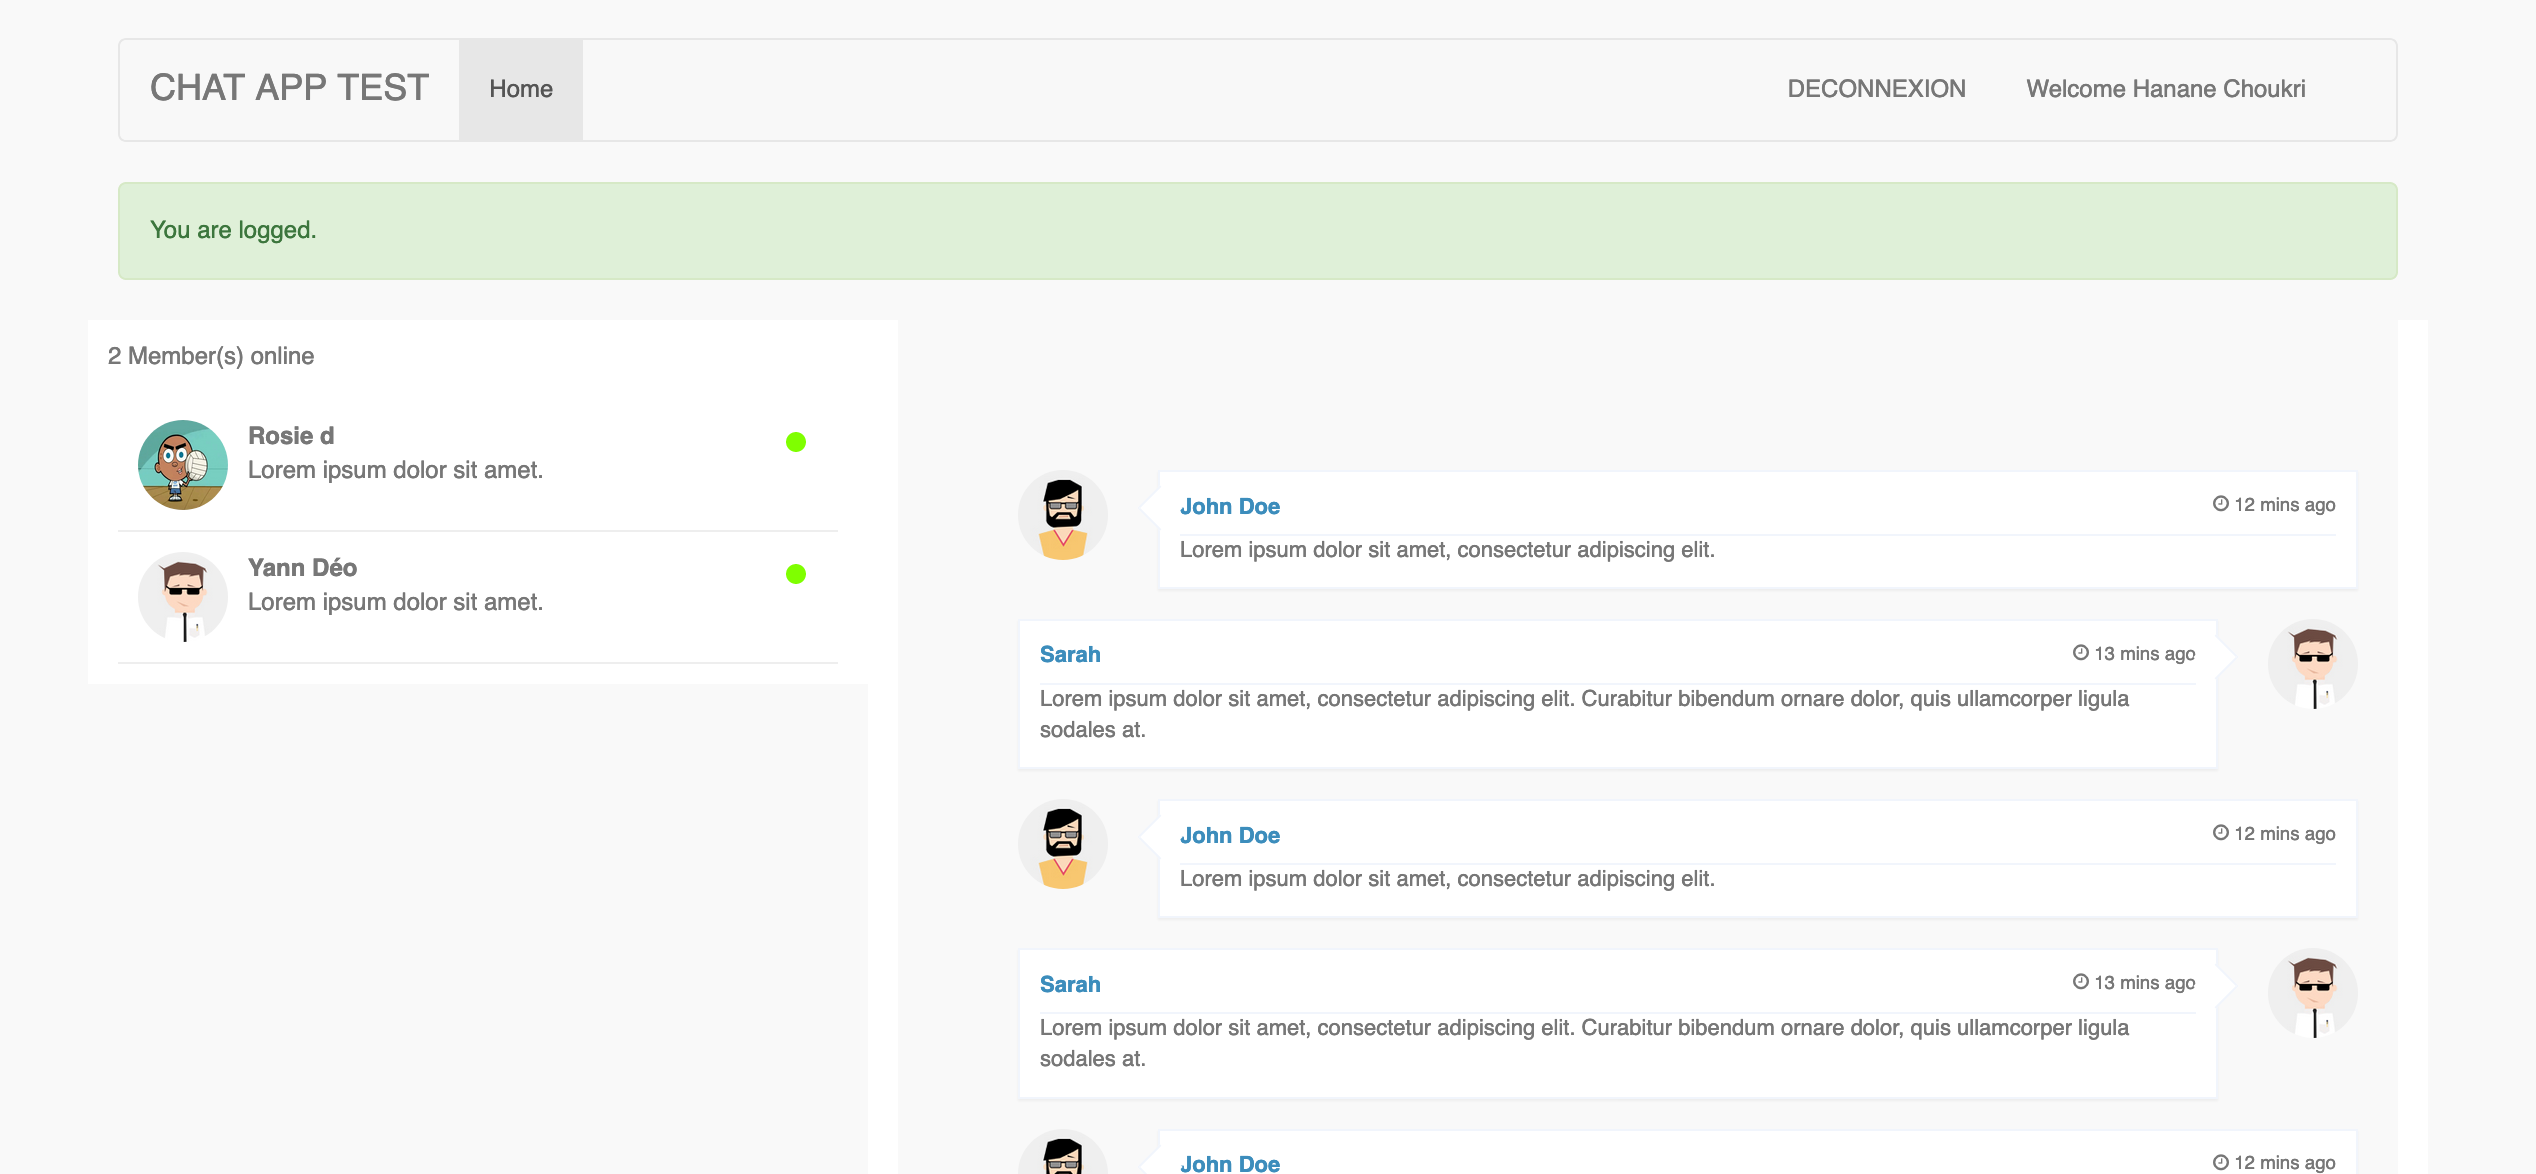 CHAT APP TEST
Home
DECONNEXION
Welcome Hanane Choukri
You are logged.
2 Member(s) online
Rosie d
Lorem ipsum dolor sit amet.
Yann Déo
Lorem ipsum dolor sit amet.
John Doe
12 mins ago
Lorem ipsum dolor sit amet, consectetur adipiscing elit.
Sarah
13 mins ago
Lorem ipsum dolor sit amet, consectetur adipiscing elit. Curabitur bibendum ornare dolor, quis ullamcorper ligula
sodales at.
John Doe
12 mins ago
Lorem ipsum dolor sit amet, consectetur adipiscing elit.
Sarah
13 mins ago
Lorem ipsum dolor sit amet, consectetur adipiscing elit. Curabitur bibendum ornare dolor, quis ullamcorper ligula
sodales at.
John Doe
12 mins ago